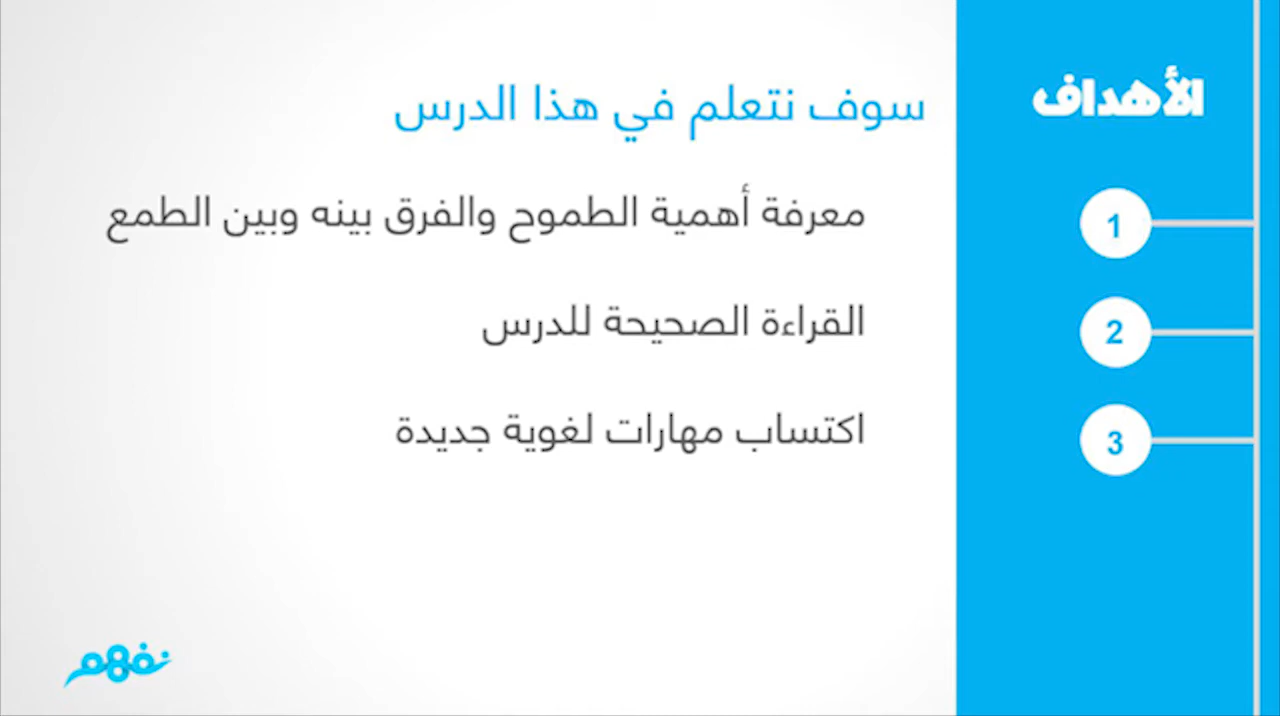 الأهداف
سوف نتعلم في هذا الدرس
1 معرفة أهمية الطموح والفرق بينه وبين الطمع
2 القراءة الصحيحة للدرس
3 اكتساب مهارات لغوية جديدة
نفهم